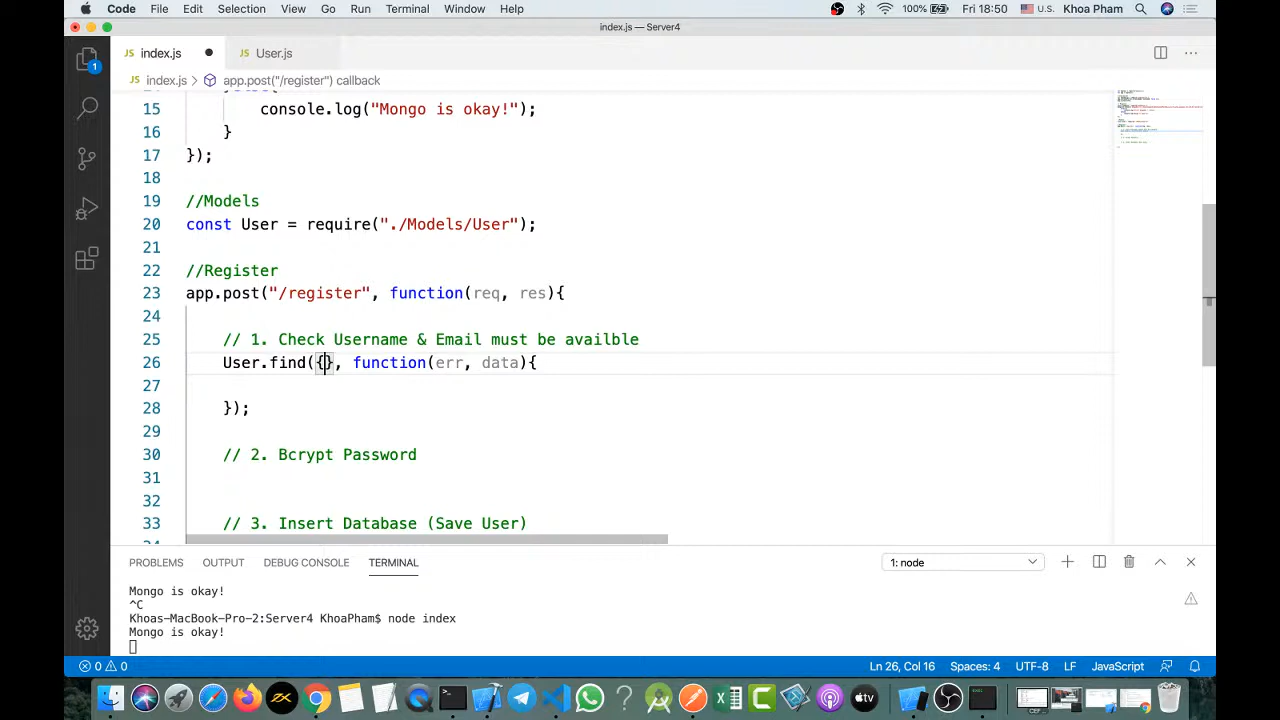 Code File Edit Selection View Go Run Terminal Window Help 100% Fri 18:50 U.S. Khoa Pham
index.js — Server4
JS index.js JS User.js
JS index.js > app.post("/register") callback
15 console.log("Mongo is okay!");
16 }
17 });
18
19 //Models
20 const User = require("./Models/User");
21
22 //Register
23 app.post("/register", function(req, res){
24
25 // 1. Check Username & Email must be availble
26 User.find({}, function(err, data){
27
28 });
29
30 // 2. Bcrypt Password
31
32
33 // 3. Insert Database (Save User)
PROBLEMS OUTPUT DEBUG CONSOLE TERMINAL 1: node
Mongo is okay!
^C
Khoas-MacBook-Pro-2:Server4 KhoaPham$ node index
Mongo is okay!
0 0 Ln 26, Col 16 Spaces: 4 UTF-8 LF JavaScript
tv